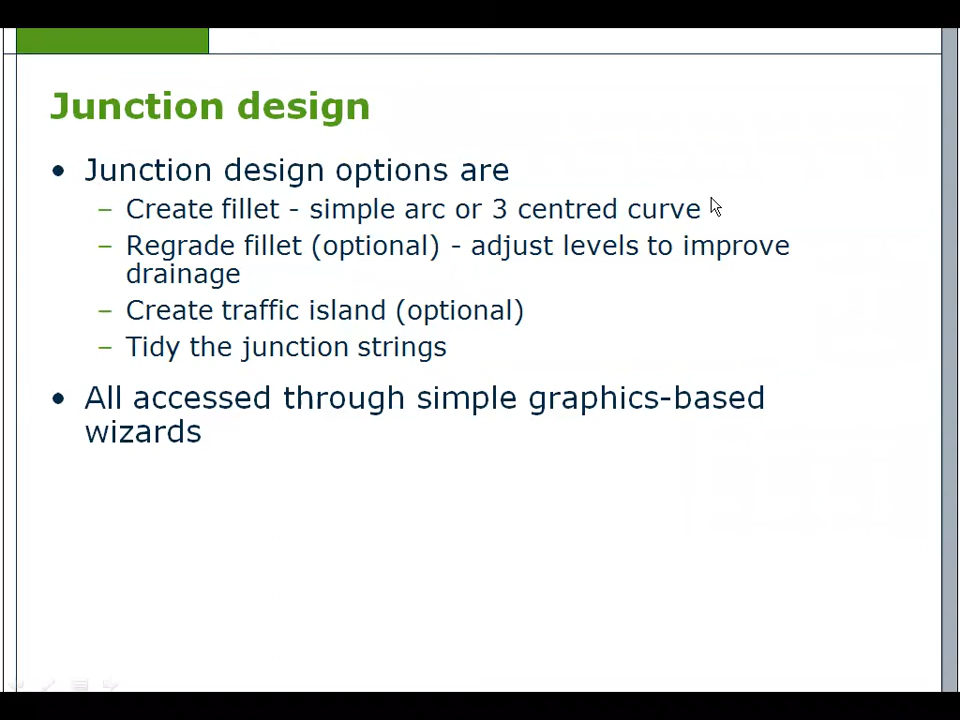 Junction design
• Junction design options are
– Create fillet - simple arc or 3 centred curve
– Regrade fillet (optional) - adjust levels to improve
drainage
– Create traffic island (optional)
– Tidy the junction strings
• All accessed through simple graphics-based
wizards